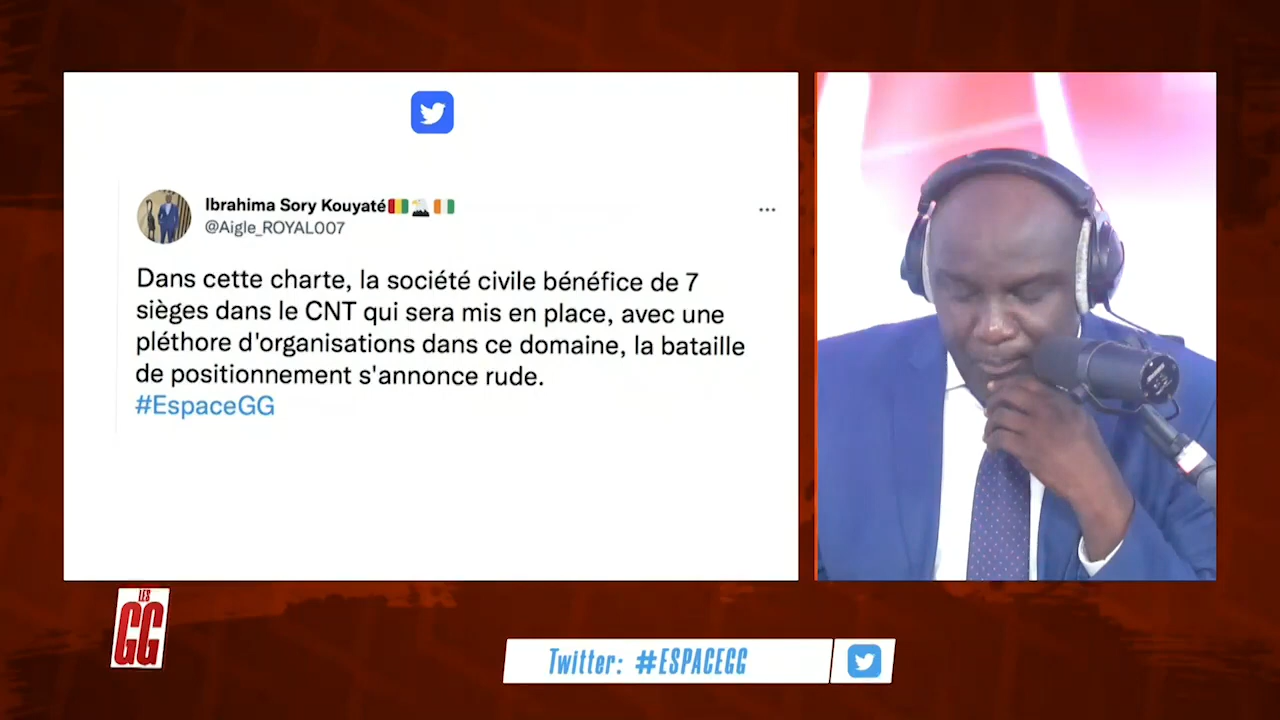 Ibrahima Sory Kouyaté
@Aigle_ROYAL007
Dans cette charte, la société civile bénéfice de 7
sièges dans le CNT qui sera mis en place, avec une
pléthore d'organisations dans ce domaine, la bataille
de positionnement s'annonce rude.
#EspaceGG
LES
GG
Twitter: #ESPACEGG